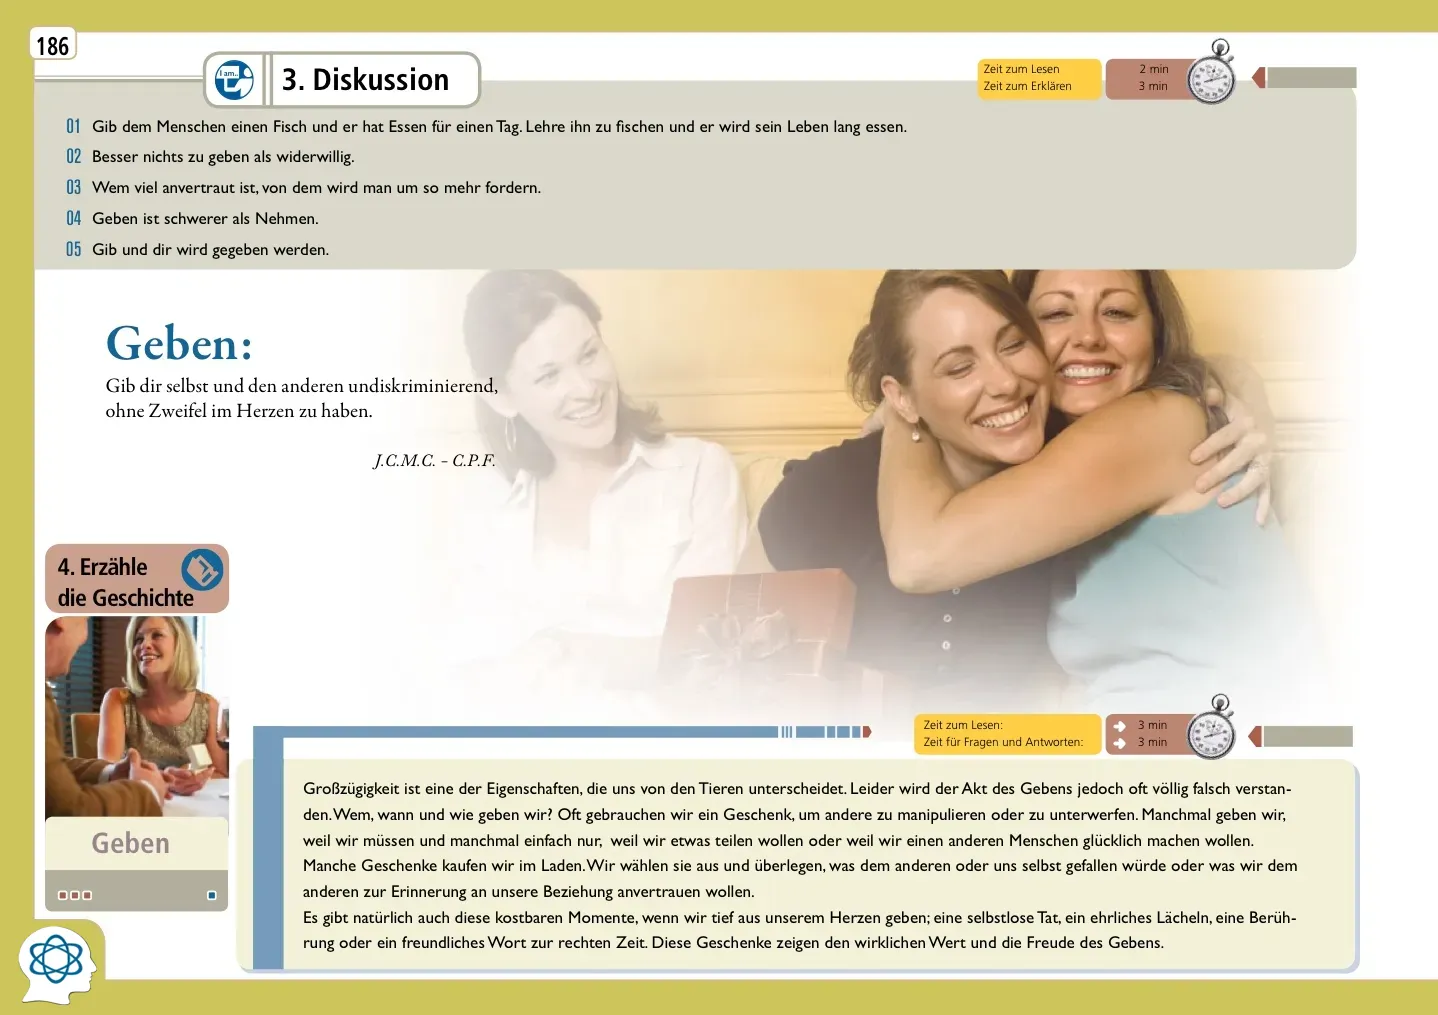 186
I am...
3. Diskussion
Zeit zum Lesen 2 min
Zeit zum Erklären 3 min
01 Gib dem Menschen einen Fisch und er hat Essen für einen Tag. Lehre ihn zu fischen und er wird sein Leben lang essen.
02 Besser nichts zu geben als widerwillig.
03 Wem viel anvertraut ist, von dem wird man um so mehr fordern.
04 Geben ist schwerer als Nehmen.
05 Gib und dir wird gegeben werden.
Geben:
Gib dir selbst und den anderen undiskriminierend,
ohne Zweifel im Herzen zu haben.
J.C.M.C. - C.P.F.
4. Erzähle
die Geschichte
Geben
Zeit zum Lesen: 3 min
Zeit für Fragen und Antworten: 3 min
Großzügigkeit ist eine der Eigenschaften, die uns von den Tieren unterscheidet. Leider wird der Akt des Gebens jedoch oft völlig falsch verstan-
den. Wem, wann und wie geben wir? Oft gebrauchen wir ein Geschenk, um andere zu manipulieren oder zu unterwerfen. Manchmal geben wir,
weil wir müssen und manchmal einfach nur, weil wir etwas teilen wollen oder weil wir einen anderen Menschen glücklich machen wollen.
Manche Geschenke kaufen wir im Laden. Wir wählen sie aus und überlegen, was dem anderen oder uns selbst gefallen würde oder was wir dem
anderen zur Erinnerung an unsere Beziehung anvertrauen wollen.
Es gibt natürlich auch diese kostbaren Momente, wenn wir tief aus unserem Herzen geben; eine selbstlose Tat, ein ehrliches Lächeln, eine Berüh-
rung oder ein freundliches Wort zur rechten Zeit. Diese Geschenke zeigen den wirklichen Wert und die Freude des Gebens.